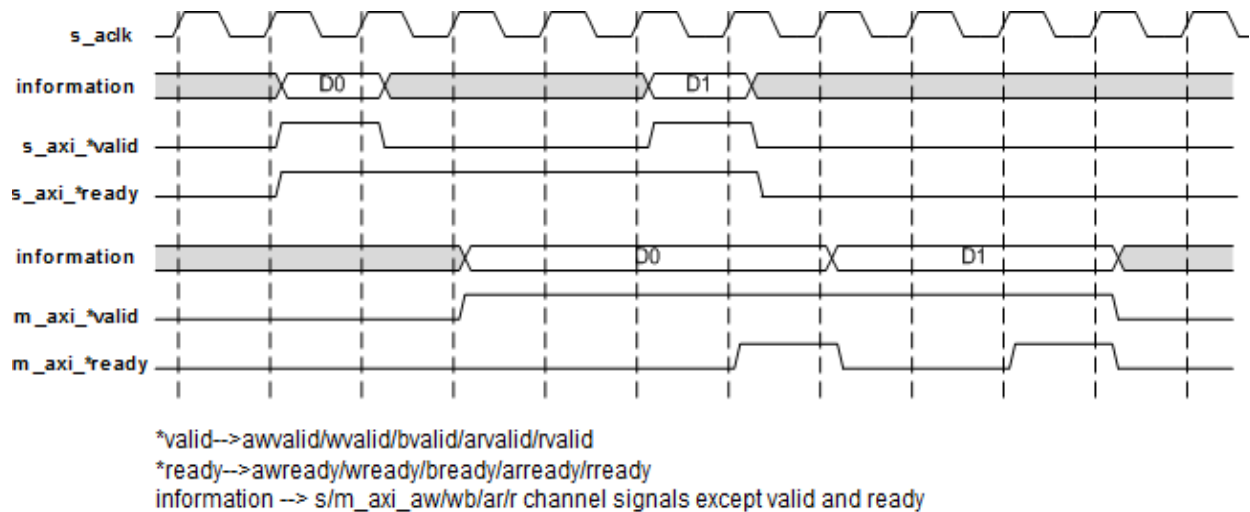 s_aclk
information D0 D1
s_axi_*valid
s_axi_*ready
information D0 D1
m_axi_*valid
m_axi_*ready
*valid-->awvalid/wvalid/bvalid/arvalid/rvalid
*ready-->awready/wready/bready/arready/rready
information --> s/m_axi_aw/wb/ar/r channel signals except valid and ready